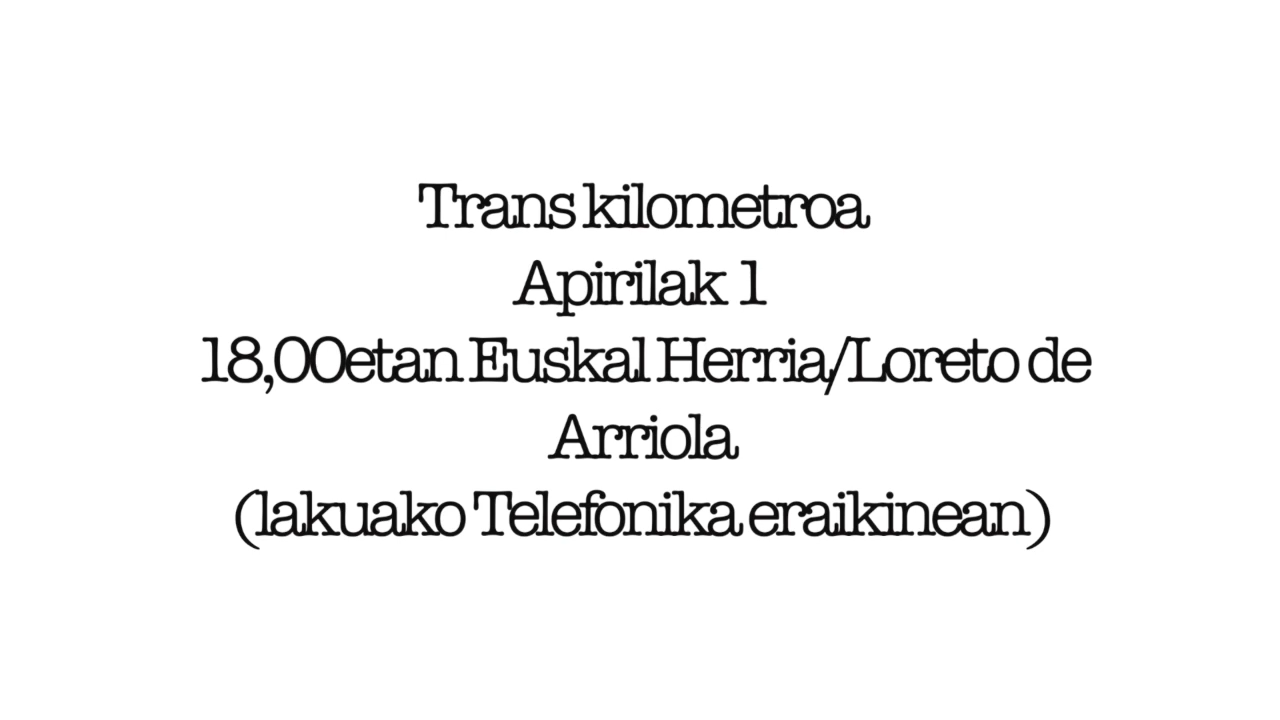 Trans kilometroa
Apirilak 1
18,00etan Euskal Herria/Loreto de
Arriola
(lakuako Telefonika eraikinean)